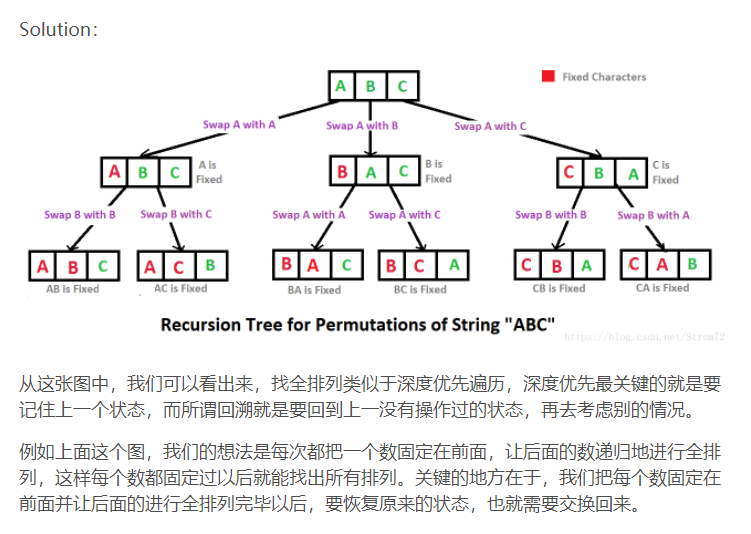 Solution：
A B C
Fixed Characters
Swap A with A
Swap A with B
Swap A with C
A B C
A is
Fixed
B A C
B is
Fixed
C B A
C is
Fixed
Swap B with B
Swap B with C
Swap A with A
Swap A with C
Swap B with B
Swap B with A
A B C
A C B
B A C
B C A
C B A
C A B
AB is Fixed
AC is Fixed
BA is Fixed
BC is Fixed
CB is Fixed
CA is Fixed
Recursion Tree for Permutations of String "ABC"
https://blog.csdn.net/Strom72
从这张图中，我们可以看出来，找全排列类似于深度优先遍历，深度优先最关键的就是要
记住上一个状态，而所谓回溯就是要回到上一没有操作过的状态，再去考虑别的情况。
例如上面这个图，我们的想法是每次都把一个数固定在前面，让后面的数递归地进行全排
列，这样每个数都固定过以后就能找出所有排列。关键的地方在于，我们把每个数固定在
前面并让后面的进行全排列完毕以后，要恢复原来的状态，也就需要交换回来。